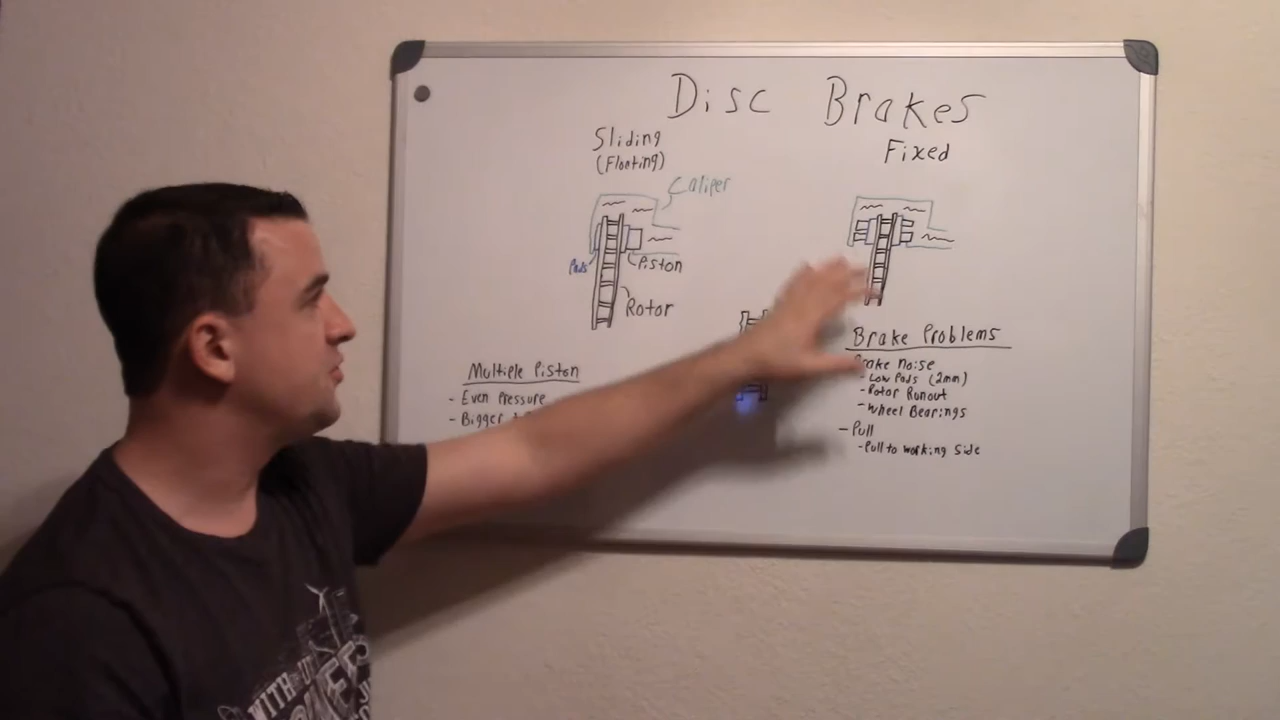 Disc Brakes
Sliding
(Floating)
Caliper
Pads
Piston
Rotor
Fixed
Multiple Piston
- Even Pressure
- Bigger
Brake Problems
Brake Noise
- Low Pads (2mm)
- Rotor Runout
- Wheel Bearings
- Pull
- Pull to working side
WITH